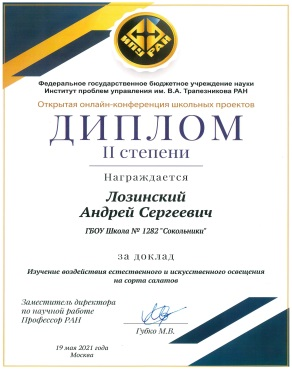 ИПУ РАН
Федеральное государственное бюджетное учреждение науки
Институт проблем управления им. В.А. Трапезникова РАН
Открытая онлайн-конференция школьных проектов
ДИПЛОМ
II степени
Награждается
Лозинский
Андрей Сергеевич
ГБОУ Школа № 1282 "Сокольники"
за доклад
Изучение воздействия естественного и искусственного освещения
на сорта салатов
Заместитель директора
по научной работе
Профессор РАН
Губко М.В.
19 мая 2021 года
Москва